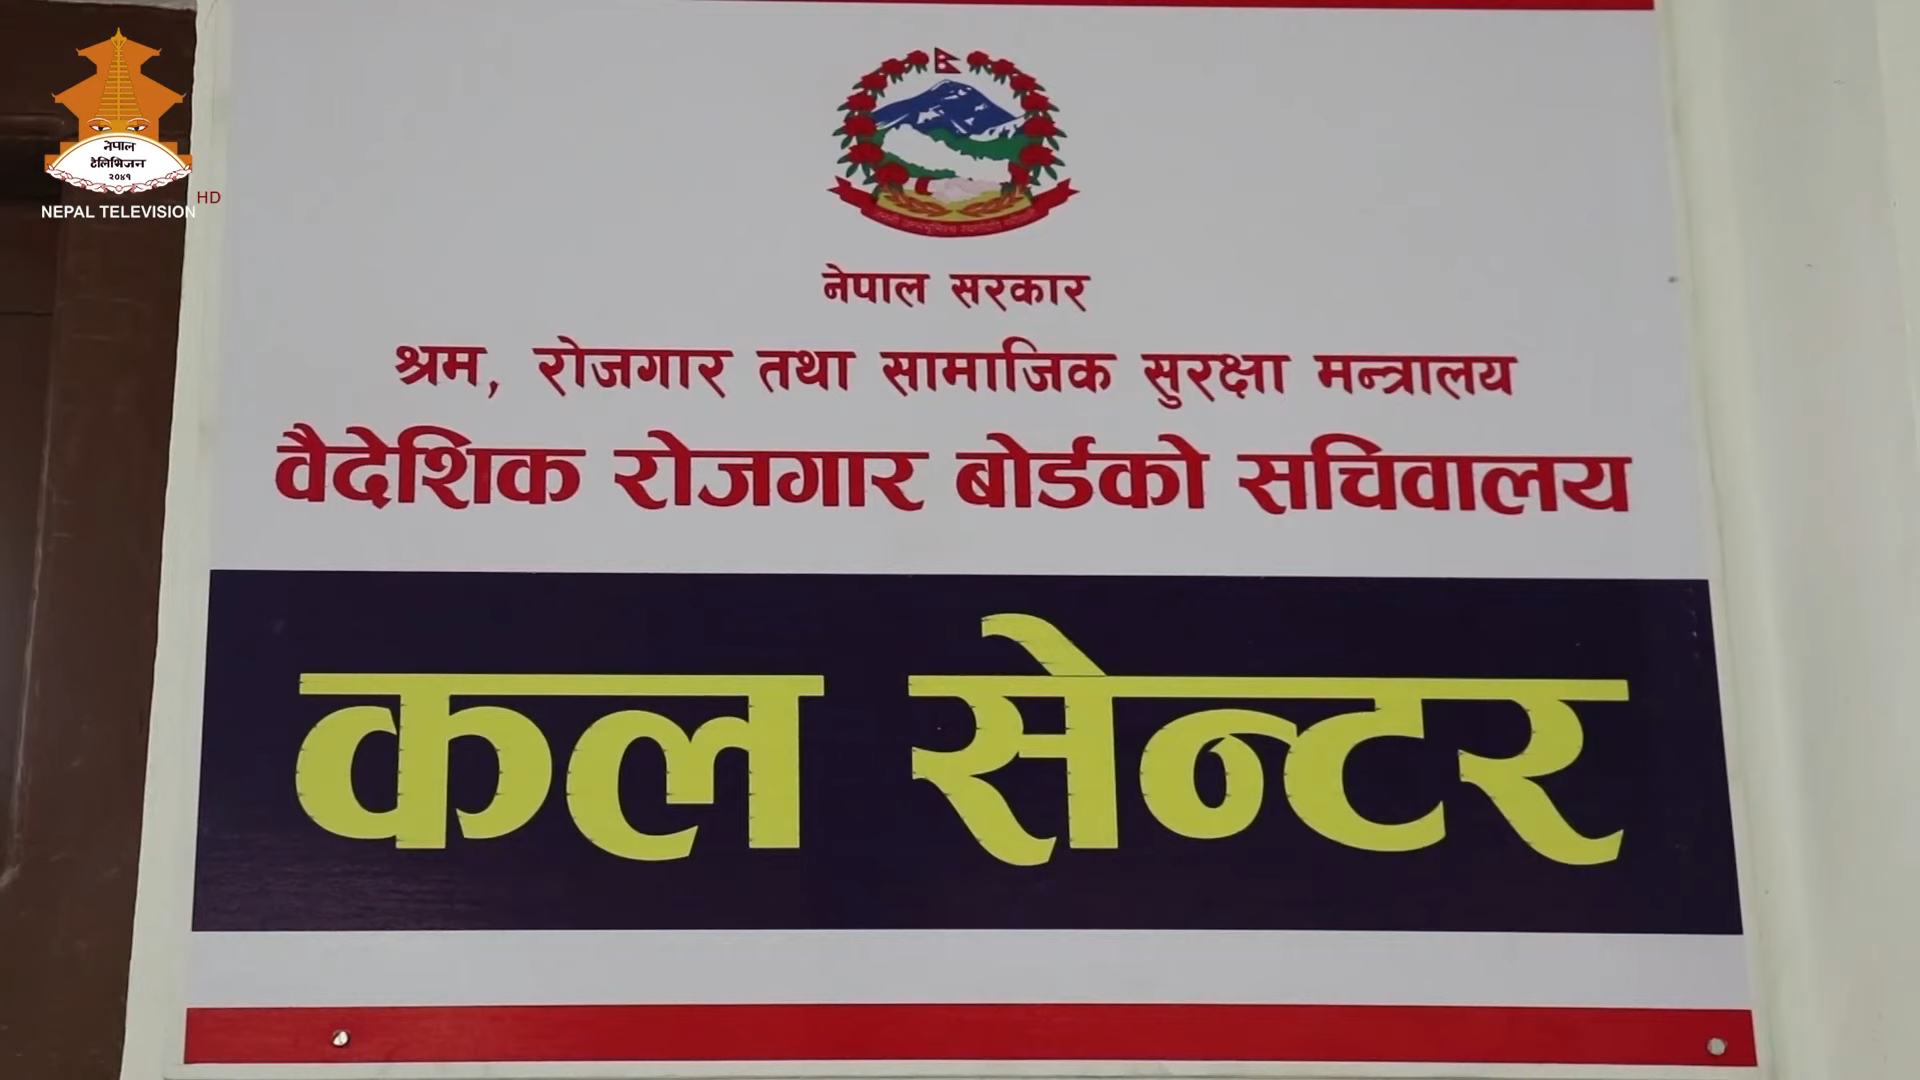 नेपाल
टेलिभिजन
२०४१
HD
NEPAL TELEVISION
नेपाल सरकार
श्रम, रोजगार तथा सामाजिक सुरक्षा मन्त्रालय
वैदेशिक रोजगार बोर्डको सचिवालय
कल सेन्टर